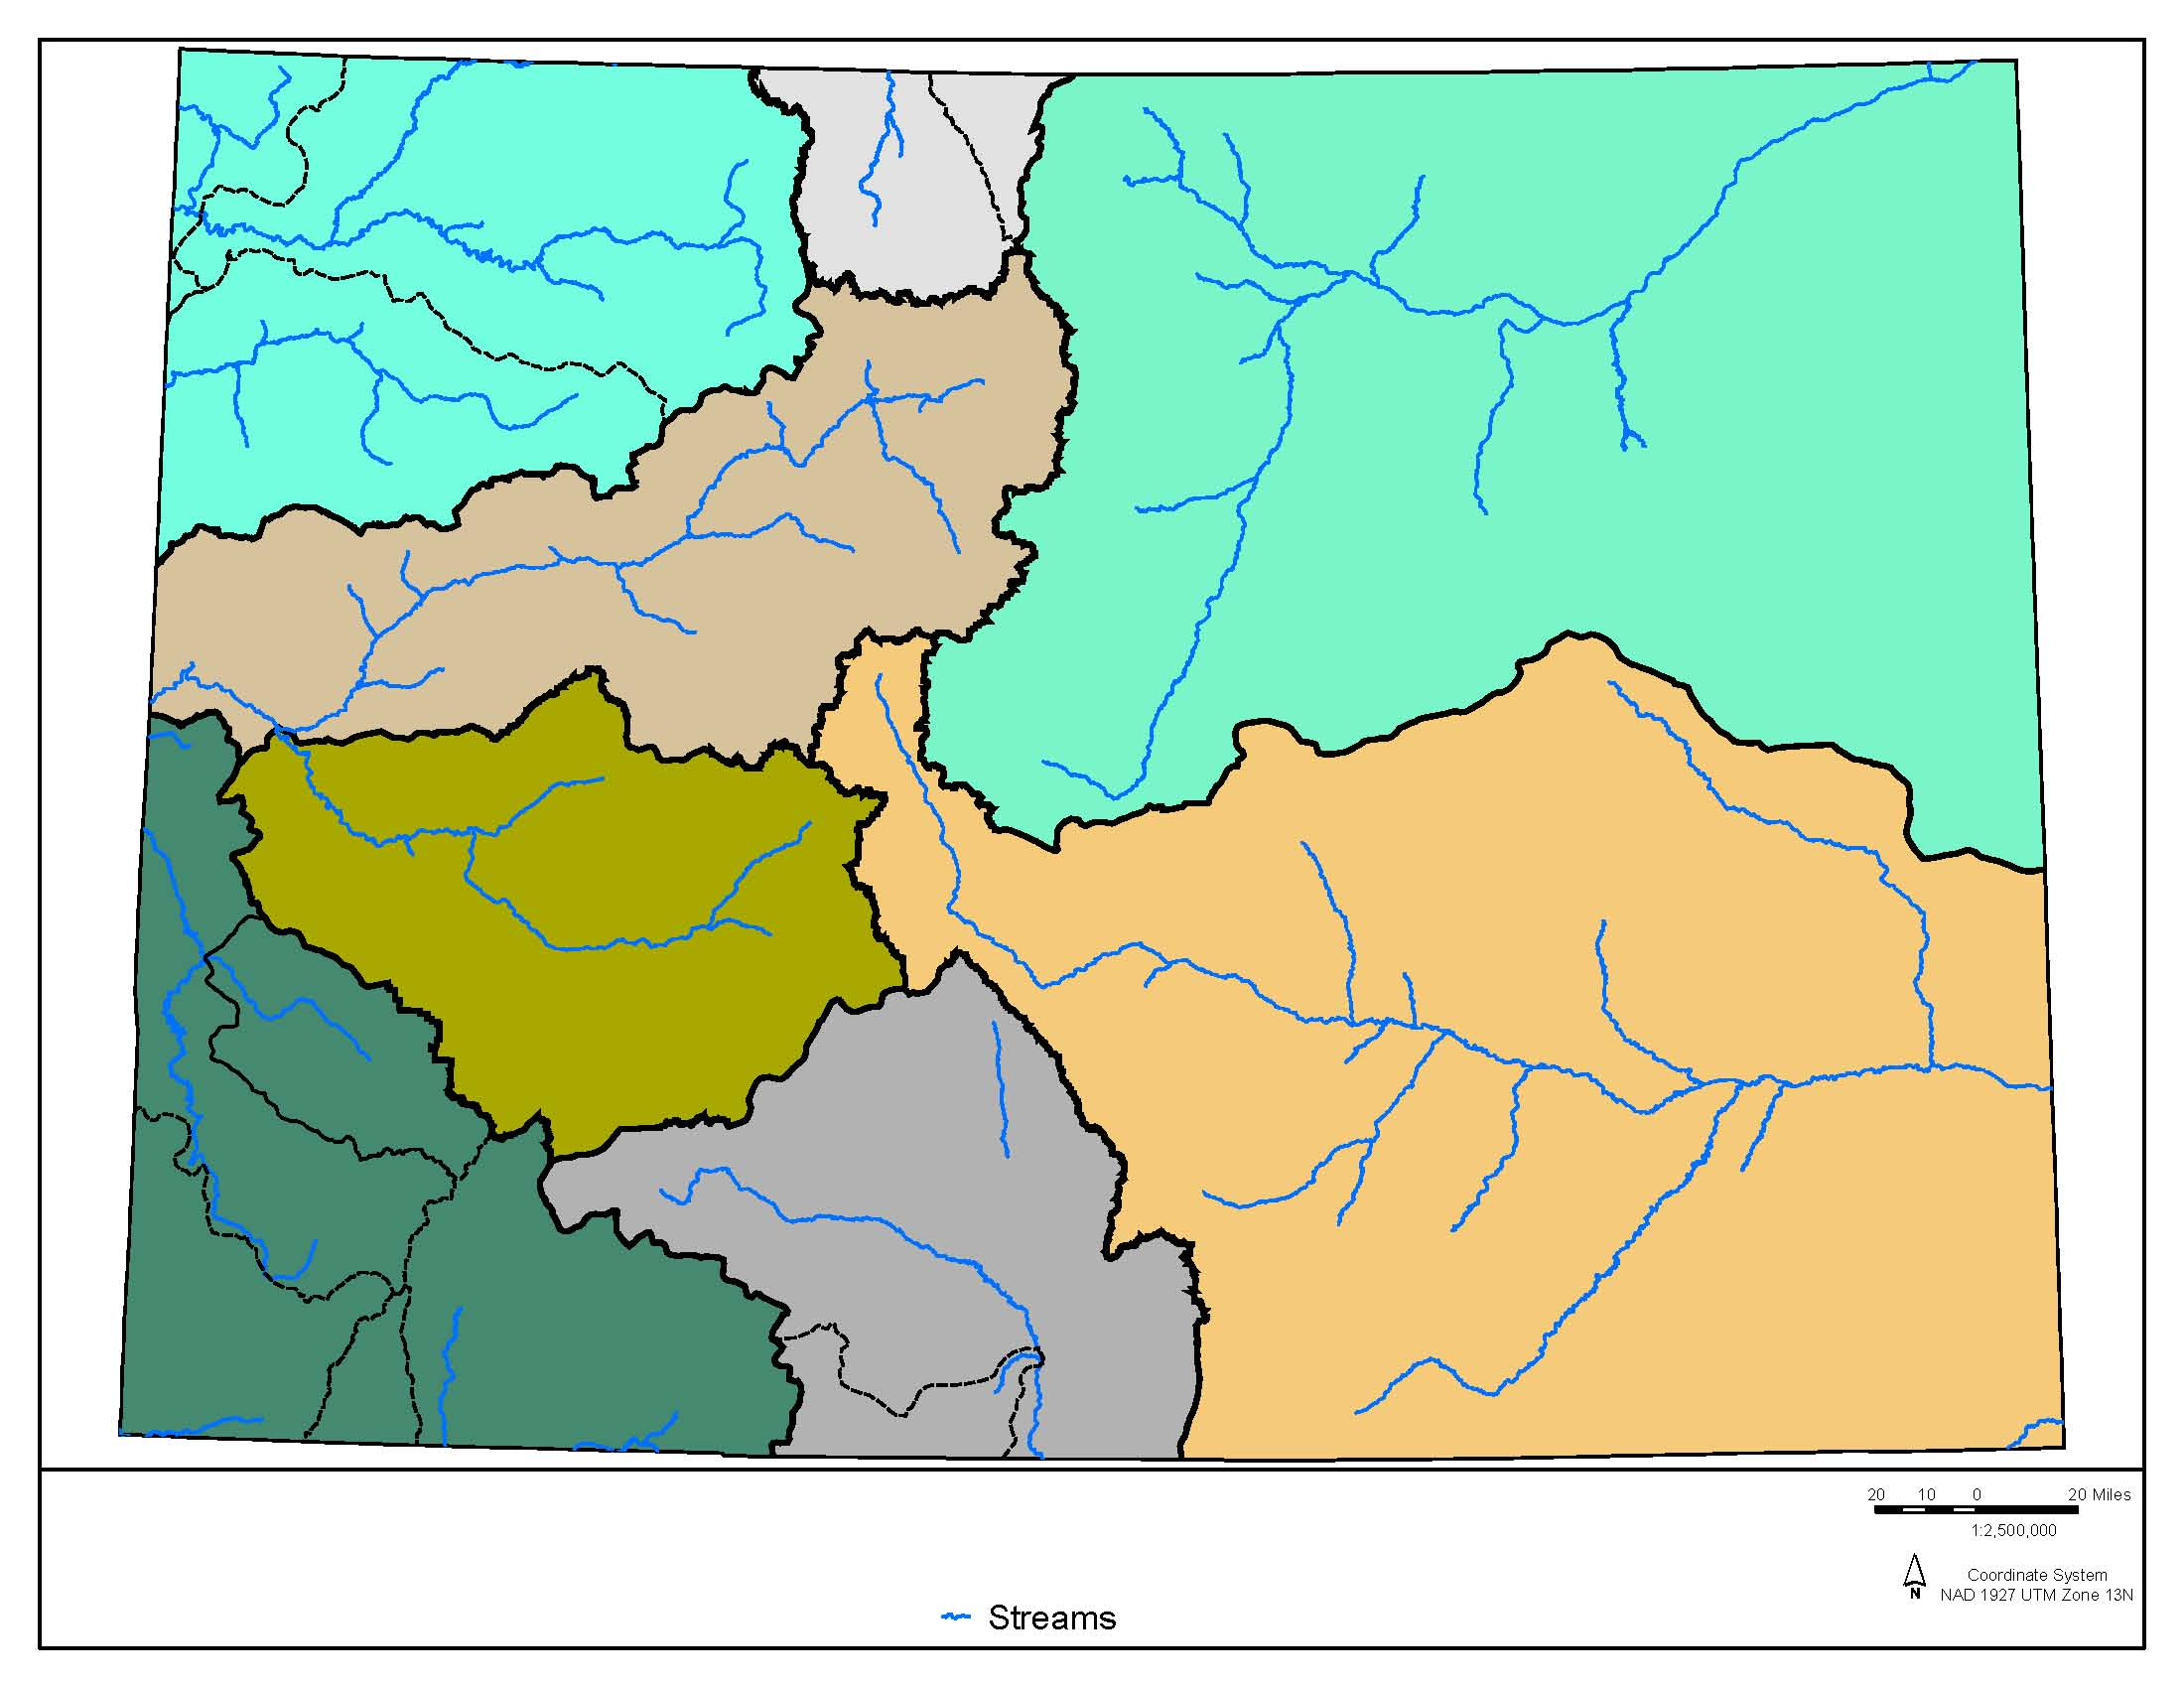 20 10 0 20 Miles
1:2,500,000
Coordinate System
N NAD 1927 UTM Zone 13N
Streams